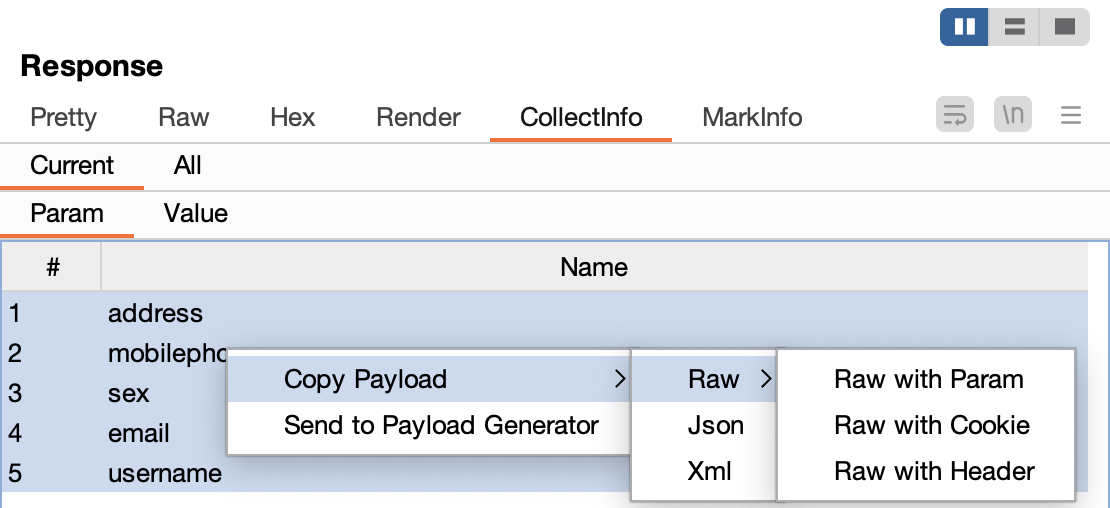 Response
Pretty Raw Hex Render CollectInfo MarkInfo \n
Current All
Param Value
# Name
1 address
2 mobilepho
3 sex
4 email
5 username
Copy Payload
Send to Payload Generator
Raw
Json
Xml
Raw with Param
Raw with Cookie
Raw with Header